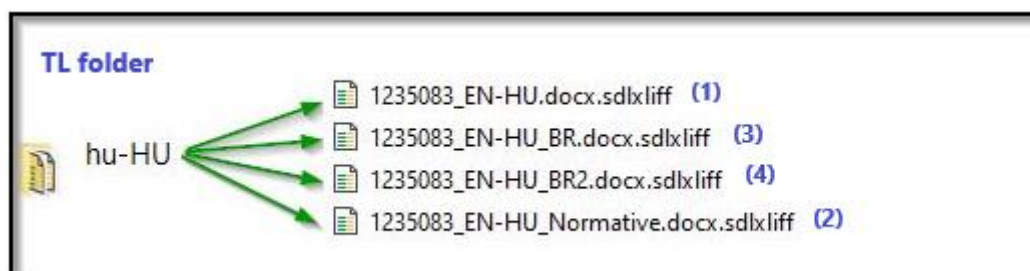 TL folder
hu-HU
1235083_EN-HU.docx.sdlxliff (1)
1235083_EN-HU_BR.docx.sdlxliff (3)
1235083_EN-HU_BR2.docx.sdlxliff (4)
1235083_EN-HU_Normative.docx.sdlxliff (2)